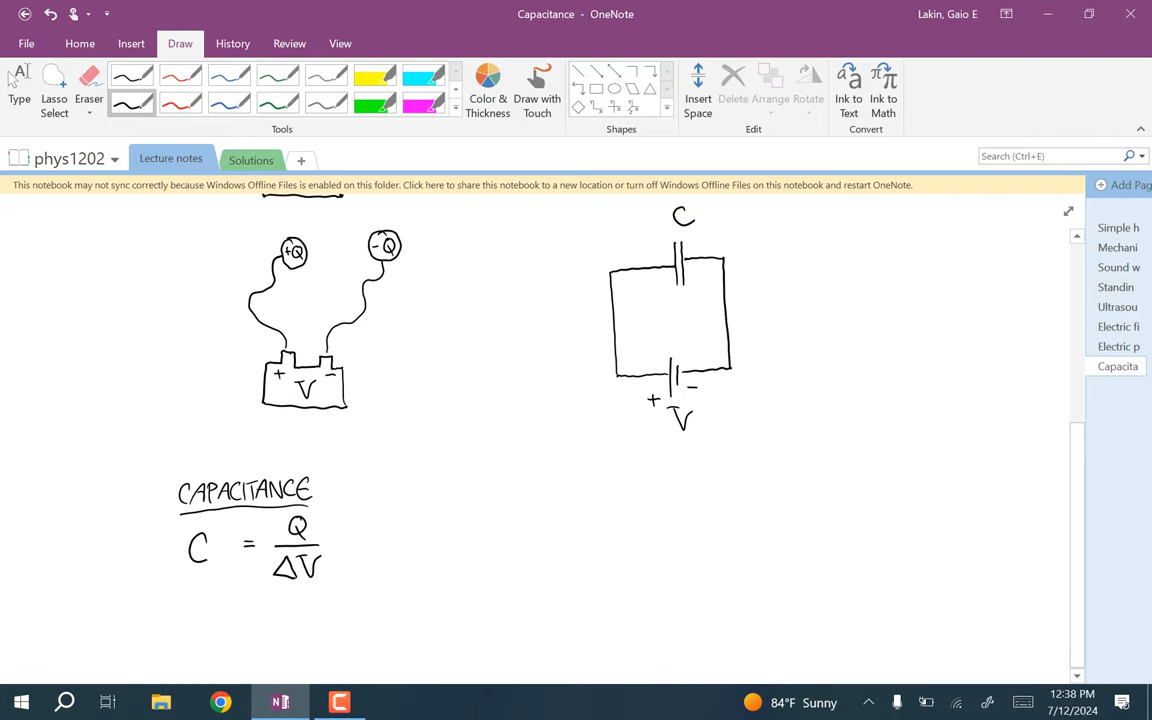 Capacitance - OneNote
Lakin, Gaio E
File Home Insert Draw History Review View
Type
Lasso Select
Eraser
Color & Thickness
Draw with Touch
Insert Space
Delete
Arrange
Rotate
Ink to Text
Ink to Math
Tools
Shapes
Edit
Convert
phys1202
Lecture notes
Solutions
Search (Ctrl+E)
This notebook may not sync correctly because Windows Offline Files is enabled on this folder. Click here to share this notebook to a new location or turn off Windows Offline Files on this notebook and restart OneNote.
Add Pag
Simple h
Mechani
Sound w
Standin
Ultrasou
Electric fi
Electric p
Capacita
C
+Q
-Q
+ V -
+ -
V
CAPACITANCE
C = Q / ΔV
84°F Sunny
12:38 PM
7/12/2024